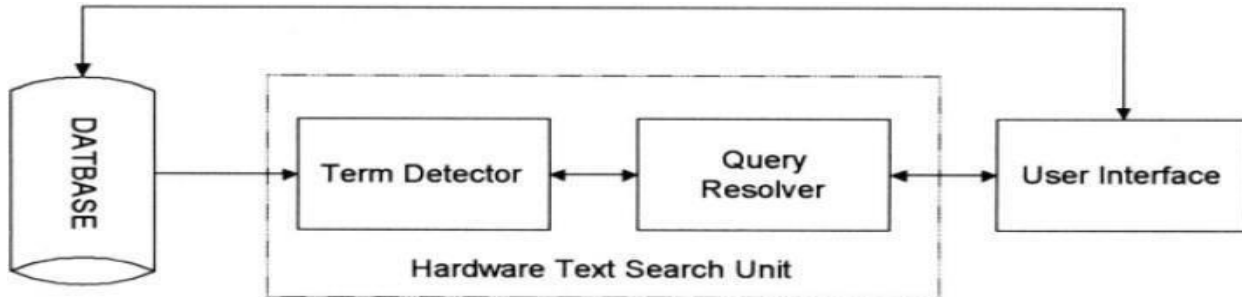 DATBASE
Term Detector
Query
Resolver
User Interface
Hardware Text Search Unit